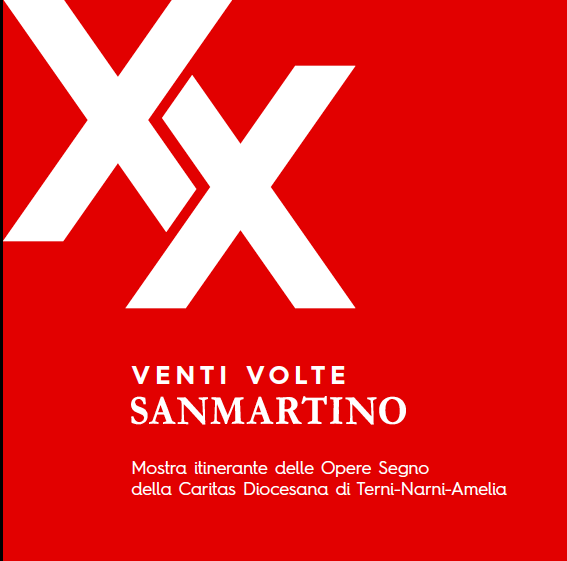 XX
VENTI VOLTE
SANMARTINO
Mostra itinerante delle Opere Segno
della Caritas Diocesana di Terni-Narni-Amelia